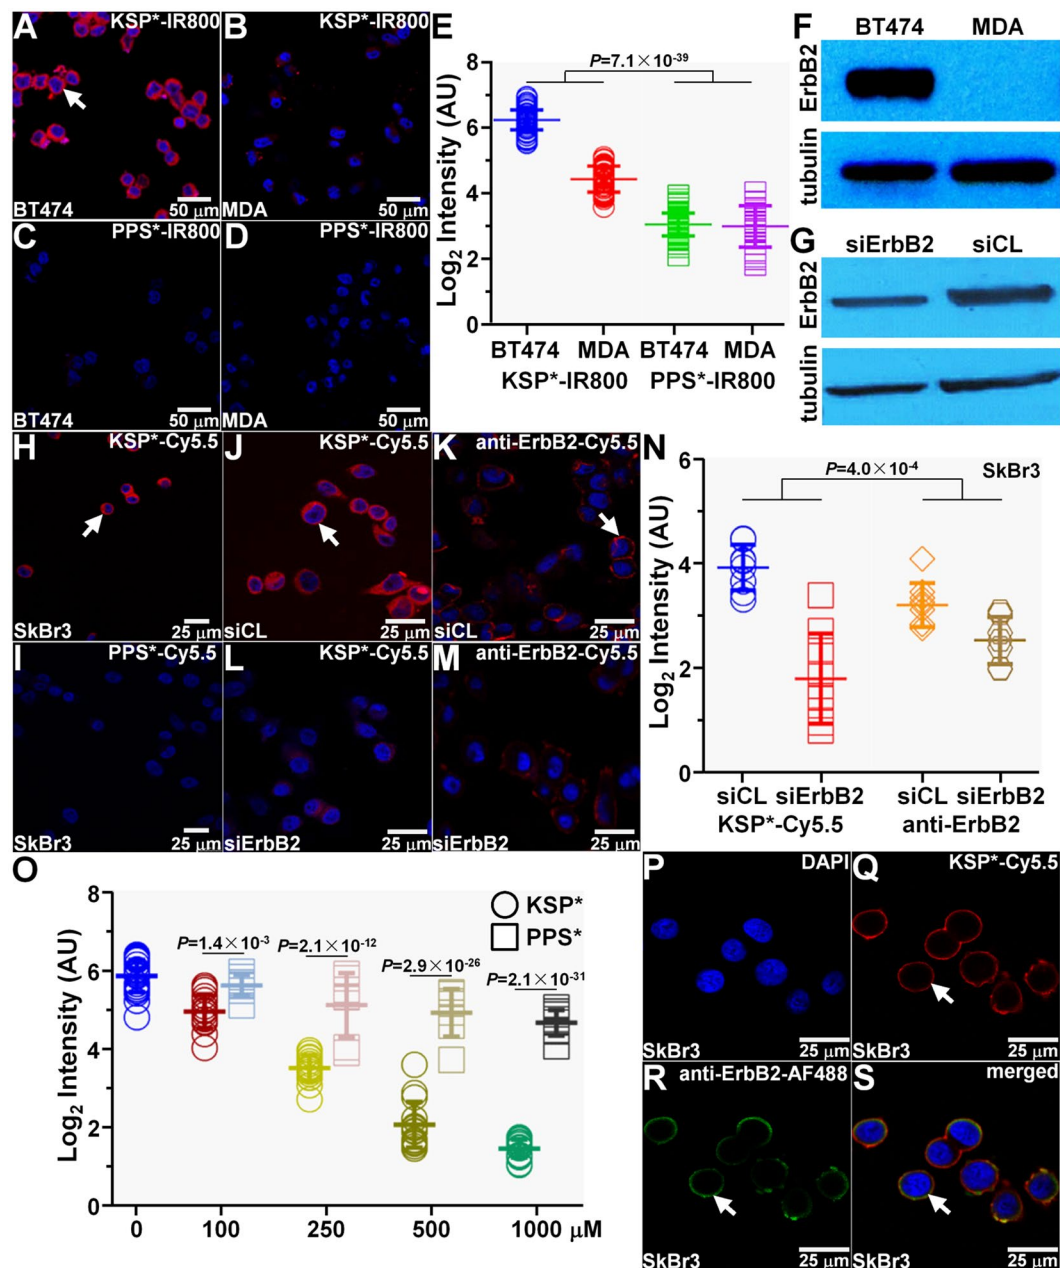 A KSP*-IR800
BT474 50 μm
B KSP*-IR800
MDA 50 μm
C PPS*-IR800
BT474 50 μm
D PPS*-IR800
MDA 50 μm
E
P=7.1×10-39
Log2 Intensity (AU)
8
6
4
2
0
BT474 MDA BT474 MDA
KSP*-IR800 PPS*-IR800
F BT474 MDA
ErbB2
tubulin
G siErbB2 siCL
ErbB2
tubulin
H KSP*-Cy5.5
SkBr3 25 μm
J KSP*-Cy5.5
siCL 25 μm
K anti-ErbB2-Cy5.5
siCL 25 μm
I PPS*-Cy5.5
SkBr3 25 μm
L KSP*-Cy5.5
siErbB2 25 μm
M anti-ErbB2-Cy5.5
siErbB2 25 μm
N
P=4.0×10-4 SkBr3
Log2 Intensity (AU)
6
4
2
0
siCL siErbB2 siCL siErbB2
KSP*-Cy5.5 anti-ErbB2
O
KSP*
PPS*
P=1.4×10-3 P=2.1×10-12
P=2.9×10-26 P=2.1×10-31
Log2 Intensity (AU)
8
6
4
2
0
0 100 250 500 1000 μM
P DAPI
SkBr3 25 μm
Q KSP*-Cy5.5
SkBr3 25 μm
R anti-ErbB2-AF488
SkBr3 25 μm
S merged
SkBr3 25 μm